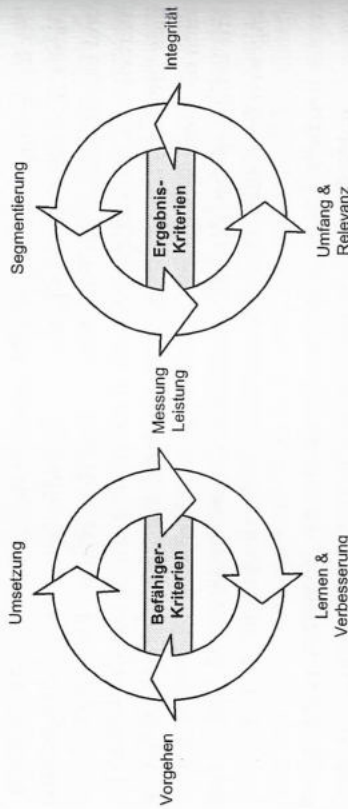 Umsetzung
Vorgehen
Befähiger-
Kriterien
Messung
Leistung
Lernen &
Verbesserung
Segmentierung
Ergebnis-
Kriterien
Integrität
Umfang &
Relevanz